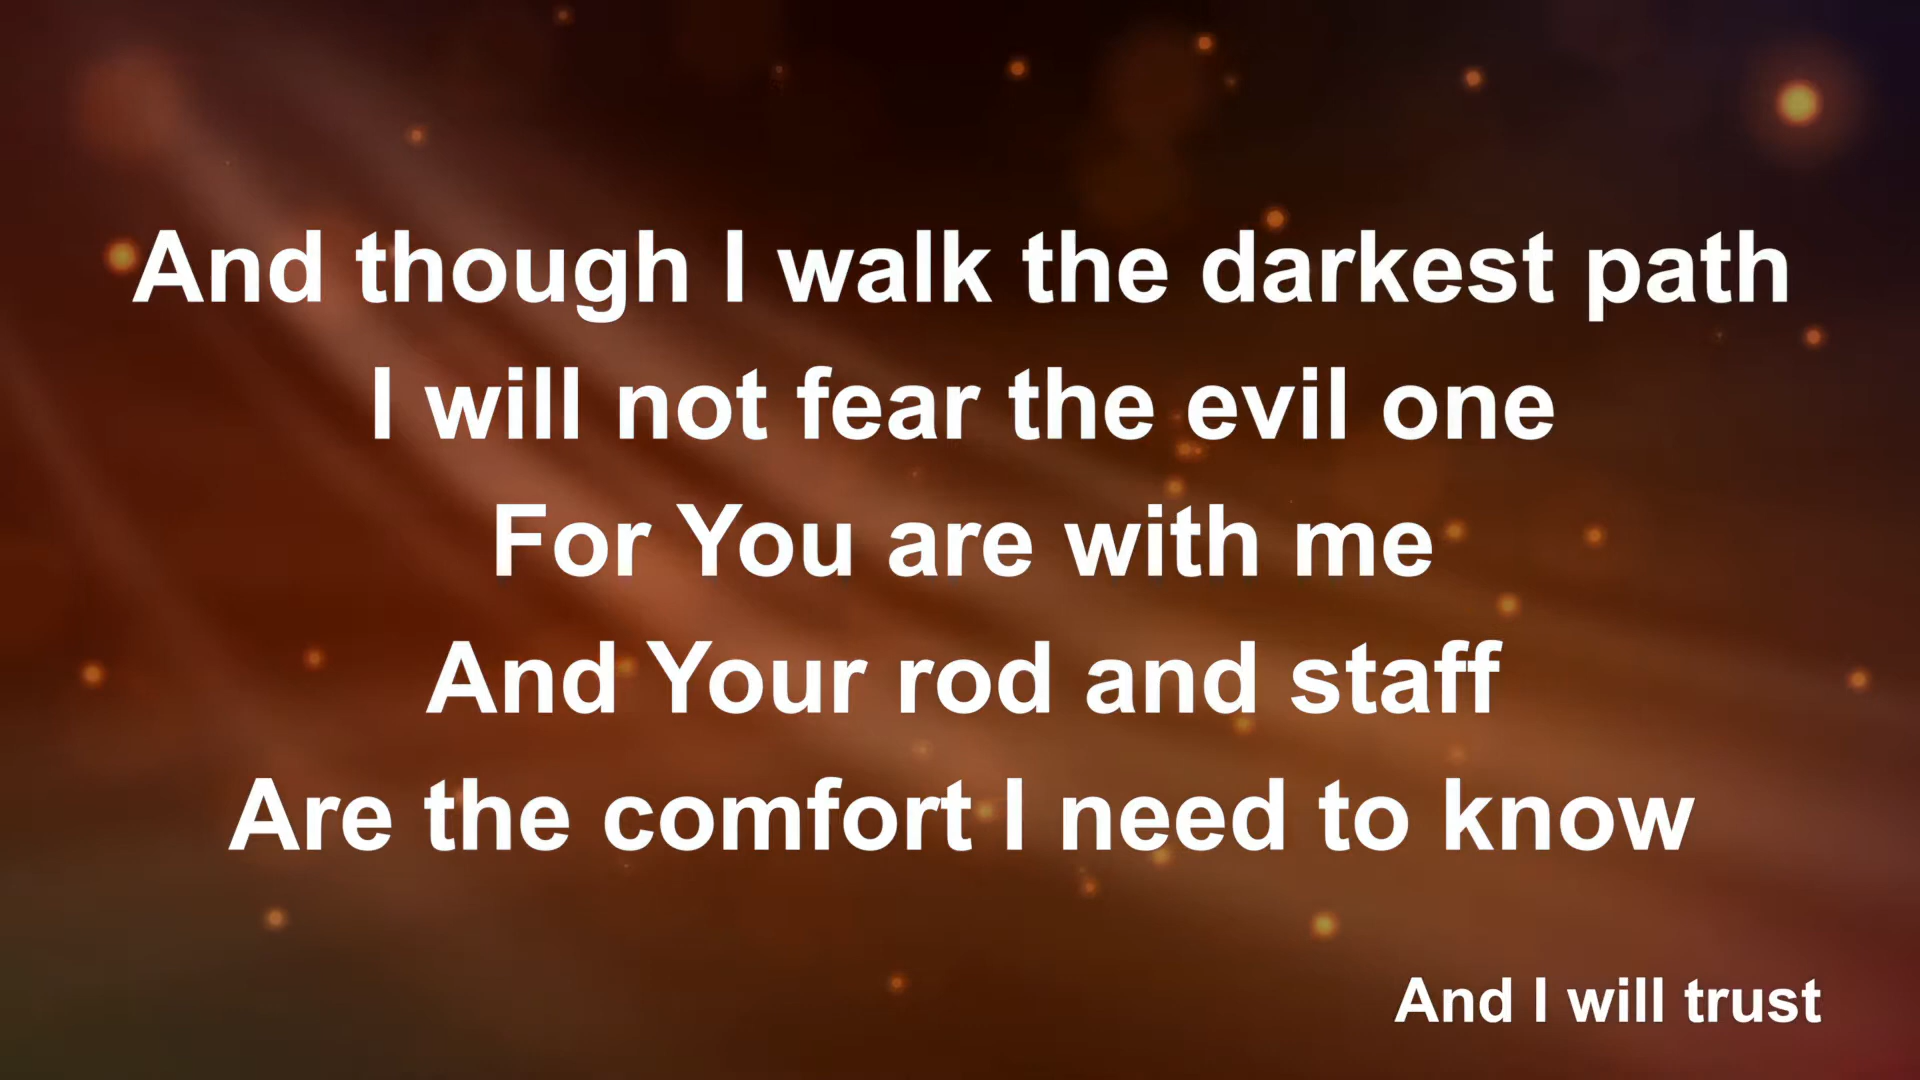 And though I walk the darkest path
I will not fear the evil one
For You are with me
And Your rod and staff
Are the comfort I need to know
And I will trust